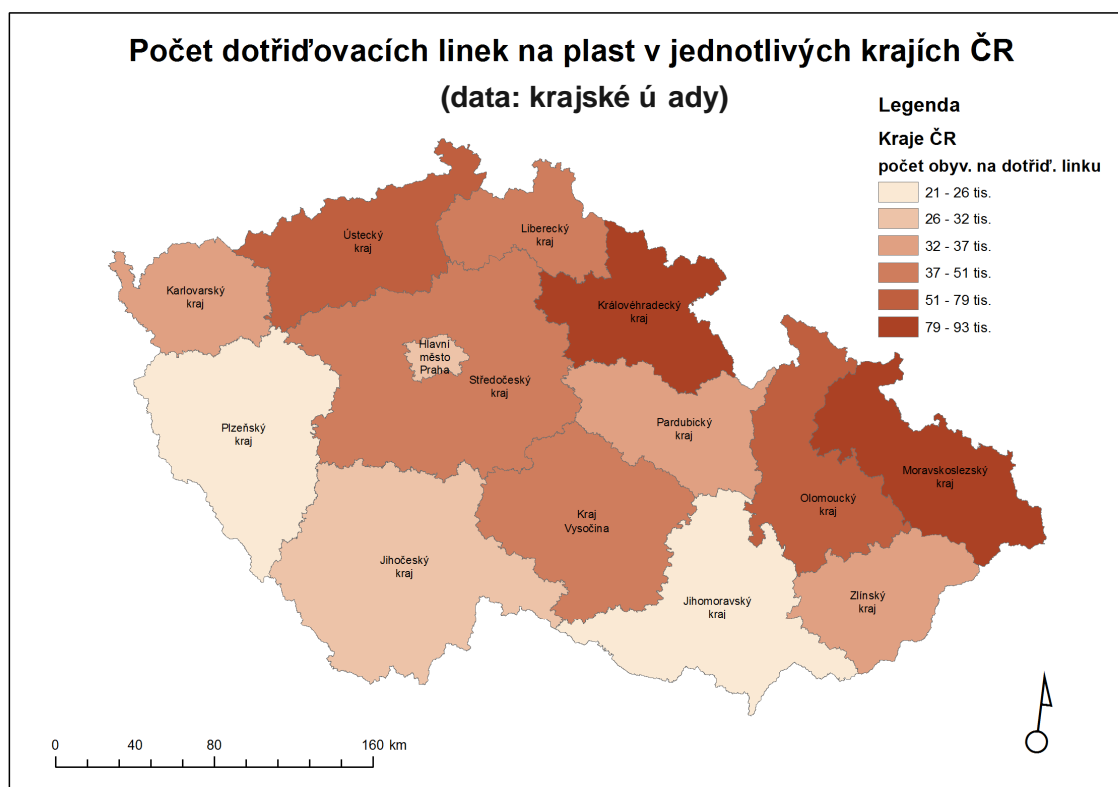 Počet dotřiďovacích linek na plast v jednotlivých krajích ČR
(data: krajské ú ady)
Legenda
Kraje ČR
počet obyv. na dotřiď. linku
21 - 26 tis.
26 - 32 tis.
32 - 37 tis.
37 - 51 tis.
51 - 79 tis.
79 - 93 tis.
Ústecký
kraj
Liberecký
kraj
Karlovarský
kraj
Královéhradecký
kraj
Hlavní
město
Praha
Středočeský
kraj
Plzeňský
kraj
Pardubický
kraj
Moravskoslezský
kraj
Olomoucký
kraj
Kraj
Vysočina
Jihočeský
kraj
Jihomoravský
kraj
Zlínský
kraj
0 40 80 160 km